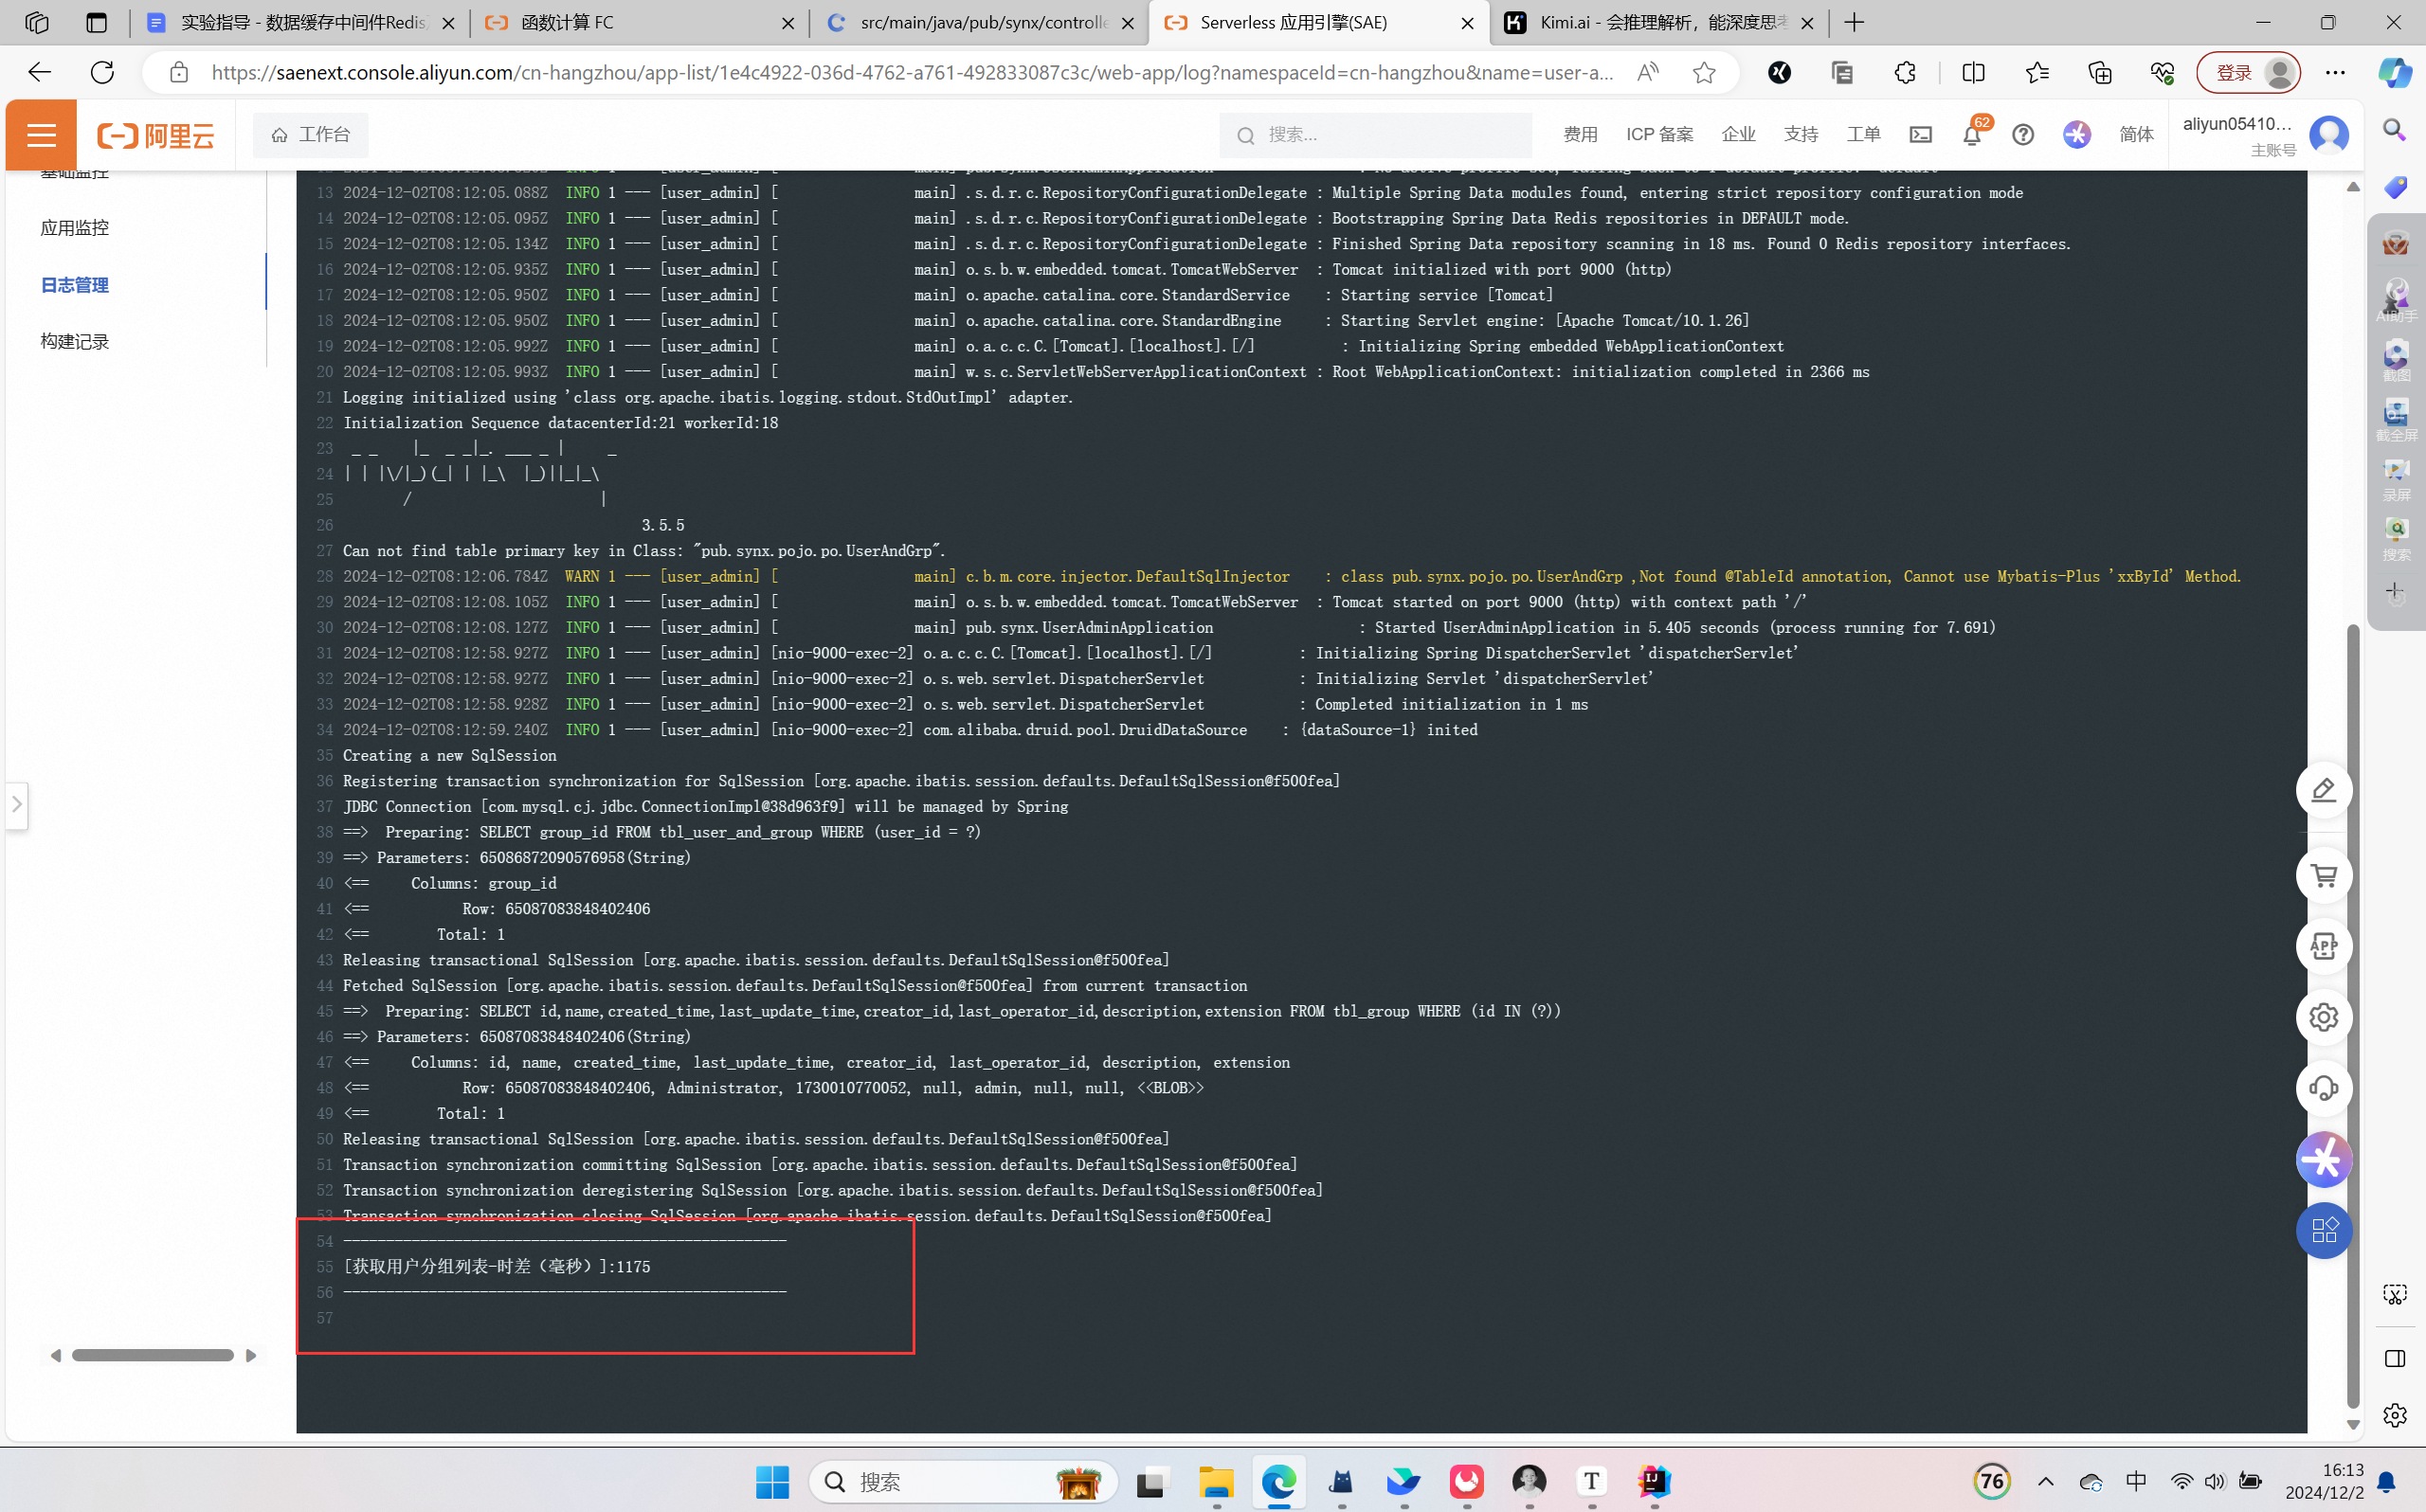 实验指导 - 数据缓存中间件Redis
函数计算 FC
src/main/java/pub/synx/controlle
Serverless 应用引擎(SAE)
Kimi.ai - 会推理解析，能深度思考
https://saenext.console.aliyun.com/cn-hangzhou/app-list/1e4c4922-036d-4762-a761-492833087c3c/web-app/log?namespaceId=cn-hangzhou&name=user-a...
登录
阿里云
工作台
搜索...
费用
ICP 备案
企业
支持
工单
62
简体
aliyun05410...
主账号
基础监控
应用监控
日志管理
构建记录
13 2024-12-02T08:12:05.088Z INFO 1 --- [user_admin] [ main] .s.d.r.c.RepositoryConfigurationDelegate : Multiple Spring Data modules found, entering strict repository configuration mode
14 2024-12-02T08:12:05.095Z INFO 1 --- [user_admin] [ main] .s.d.r.c.RepositoryConfigurationDelegate : Bootstrapping Spring Data Redis repositories in DEFAULT mode.
15 2024-12-02T08:12:05.134Z INFO 1 --- [user_admin] [ main] .s.d.r.c.RepositoryConfigurationDelegate : Finished Spring Data repository scanning in 18 ms. Found 0 Redis repository interfaces.
16 2024-12-02T08:12:05.935Z INFO 1 --- [user_admin] [ main] o.s.b.w.embedded.tomcat.TomcatWebServer : Tomcat initialized with port 9000 (http)
17 2024-12-02T08:12:05.950Z INFO 1 --- [user_admin] [ main] o.apache.catalina.core.StandardService : Starting service [Tomcat]
18 2024-12-02T08:12:05.950Z INFO 1 --- [user_admin] [ main] o.apache.catalina.core.StandardEngine : Starting Servlet engine: [Apache Tomcat/10.1.26]
19 2024-12-02T08:12:05.992Z INFO 1 --- [user_admin] [ main] o.a.c.c.C.[Tomcat].[localhost].[/] : Initializing Spring embedded WebApplicationContext
20 2024-12-02T08:12:05.993Z INFO 1 --- [user_admin] [ main] w.s.c.ServletWebServerApplicationContext : Root WebApplicationContext: initialization completed in 2366 ms
21 Logging initialized using 'class org.apache.ibatis.logging.stdout.StdOutImpl' adapter.
22 Initialization Sequence datacenterId:21 workerId:18
23 _ _ |_ _ _|_. ___ _ | _
24 | | |\/|_)(_| | |_\ |_)||_|_\
25 / |
26 3.5.5
27 Can not find table primary key in Class: "pub.synx.pojo.po.UserAndGrp".
28 2024-12-02T08:12:06.784Z WARN 1 --- [user_admin] [ main] c.b.m.core.injector.DefaultSqlInjector : class pub.synx.pojo.po.UserAndGrp ,Not found @TableId annotation, Cannot use Mybatis-Plus 'xxById' Method.
29 2024-12-02T08:12:08.105Z INFO 1 --- [user_admin] [ main] o.s.b.w.embedded.tomcat.TomcatWebServer : Tomcat started on port 9000 (http) with context path '/'
30 2024-12-02T08:12:08.127Z INFO 1 --- [user_admin] [ main] pub.synx.UserAdminApplication : Started UserAdminApplication in 5.405 seconds (process running for 7.691)
31 2024-12-02T08:12:58.927Z INFO 1 --- [user_admin] [nio-9000-exec-2] o.a.c.c.C.[Tomcat].[localhost].[/] : Initializing Spring DispatcherServlet 'dispatcherServlet'
32 2024-12-02T08:12:58.927Z INFO 1 --- [user_admin] [nio-9000-exec-2] o.s.web.servlet.DispatcherServlet : Initializing Servlet 'dispatcherServlet'
33 2024-12-02T08:12:58.928Z INFO 1 --- [user_admin] [nio-9000-exec-2] o.s.web.servlet.DispatcherServlet : Completed initialization in 1 ms
34 2024-12-02T08:12:59.240Z INFO 1 --- [user_admin] [nio-9000-exec-2] com.alibaba.druid.pool.DruidDataSource : {dataSource-1} inited
35 Creating a new SqlSession
36 Registering transaction synchronization for SqlSession [org.apache.ibatis.session.defaults.DefaultSqlSession@f500fea]
37 JDBC Connection [com.mysql.cj.jdbc.ConnectionImpl@38d963f9] will be managed by Spring
38 ==> Preparing: SELECT group_id FROM tbl_user_and_group WHERE (user_id = ?)
39 ==> Parameters: 65086872090576958(String)
40 <== Columns: group_id
41 <== Row: 65087083848402406
42 <== Total: 1
43 Releasing transactional SqlSession [org.apache.ibatis.session.defaults.DefaultSqlSession@f500fea]
44 Fetched SqlSession [org.apache.ibatis.session.defaults.DefaultSqlSession@f500fea] from current transaction
45 ==> Preparing: SELECT id,name,created_time,last_update_time,creator_id,last_operator_id,description,extension FROM tbl_group WHERE (id IN (?))
46 ==> Parameters: 65087083848402406(String)
47 <== Columns: id, name, created_time, last_update_time, creator_id, last_operator_id, description, extension
48 <== Row: 65087083848402406, Administrator, 1730010770052, null, admin, null, null, <<BLOB>>
49 <== Total: 1
50 Releasing transactional SqlSession [org.apache.ibatis.session.defaults.DefaultSqlSession@f500fea]
51 Transaction synchronization committing SqlSession [org.apache.ibatis.session.defaults.DefaultSqlSession@f500fea]
52 Transaction synchronization deregistering SqlSession [org.apache.ibatis.session.defaults.DefaultSqlSession@f500fea]
53 Transaction synchronization closing SqlSession [org.apache.ibatis.session.defaults.DefaultSqlSession@f500fea]
54 ----------------------------------------------------
55 [获取用户分组列表-时差（毫秒）]:1175
56 ----------------------------------------------------
57
AI助手
截图
截全屏
录屏
搜索
APP
搜索
76
中
16:13
2024/12/2